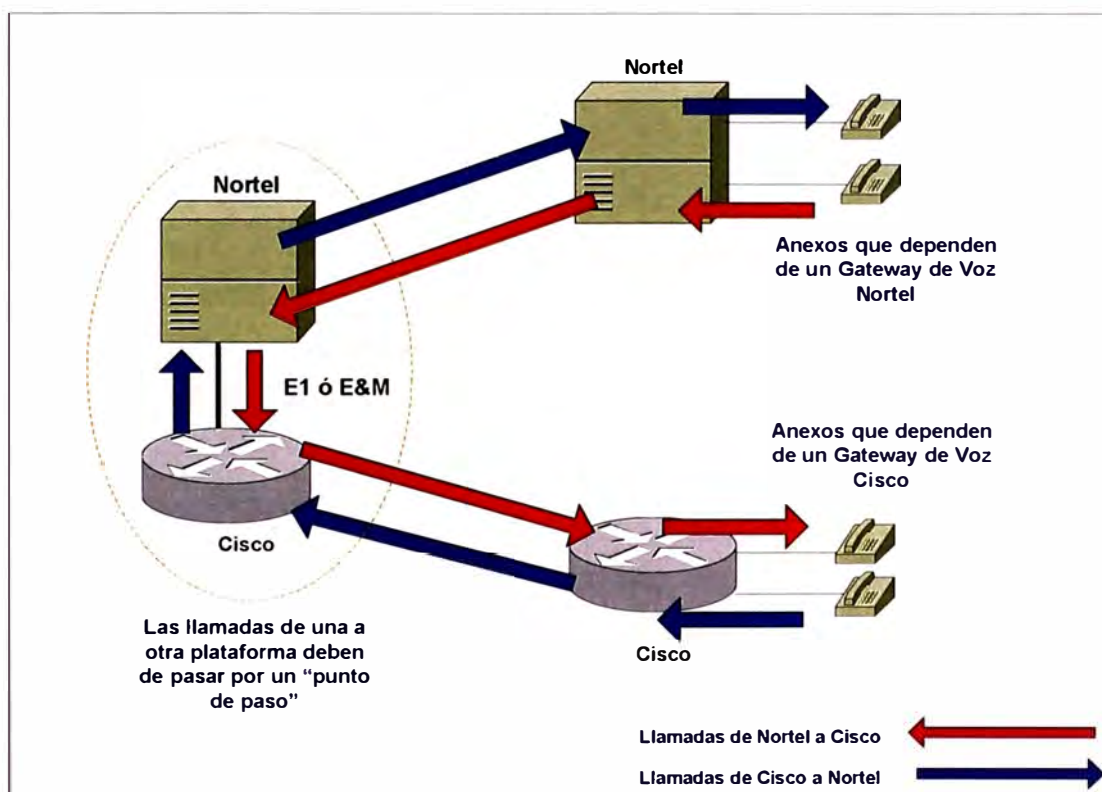 Nortel
Nortel
Anexos que dependen
de un Gateway de Voz
Nortel
E1 ó E&M
Anexos que dependen
de un Gateway de Voz
Cisco
Cisco
Las llamadas de una a
otra plataforma deben
de pasar por un “punto
de paso”
Cisco
Llamadas de Nortel a Cisco
Llamadas de Cisco a Nortel